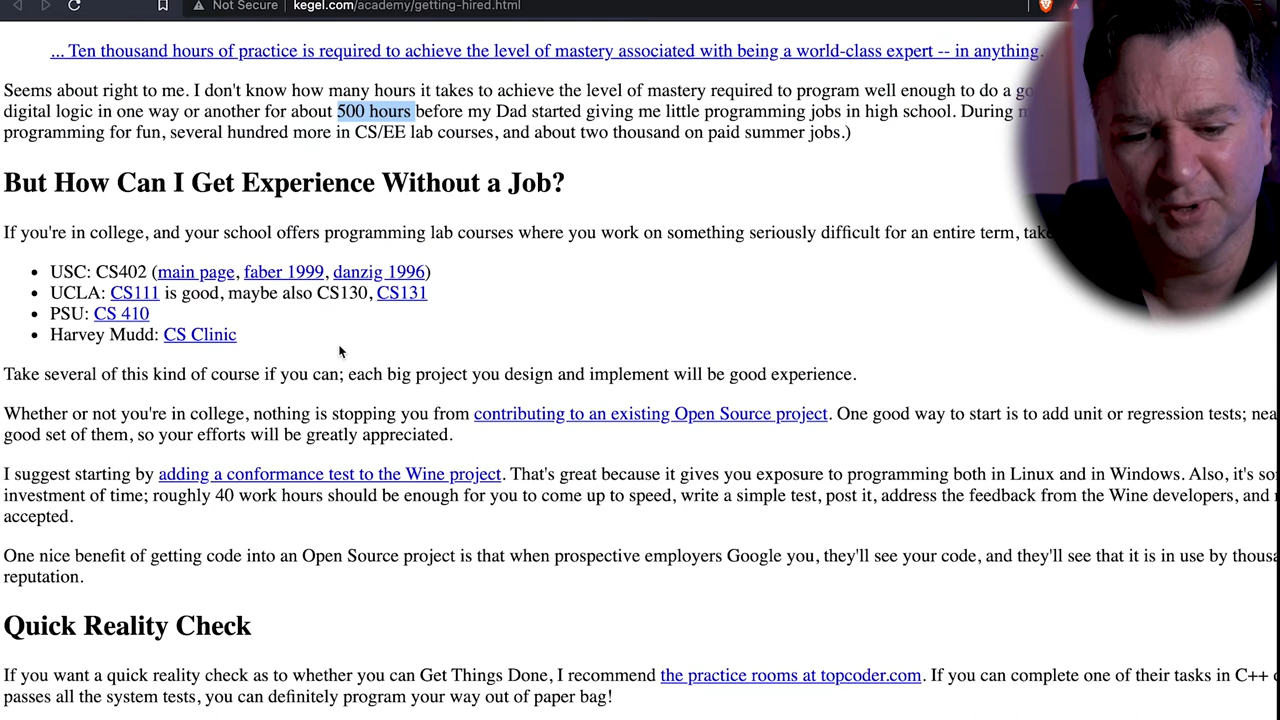 Not Secure kegel.com/academy/getting-hired.html
... Ten thousand hours of practice is required to achieve the level of mastery associated with being a world-class expert -- in anything.
Seems about right to me. I don't know how many hours it takes to achieve the level of mastery required to program well enough to do a
digital logic in one way or another for about 500 hours before my Dad started giving me little programming jobs in high school. During
programming for fun, several hundred more in CS/EE lab courses, and about two thousand on paid summer jobs.)
But How Can I Get Experience Without a Job?
If you're in college, and your school offers programming lab courses where you work on something seriously difficult for an entire term,
• USC: CS402 (main page, faber 1999, danzig 1996)
• UCLA: CS111 is good, maybe also CS130, CS131
• PSU: CS 410
• Harvey Mudd: CS Clinic
Take several of this kind of course if you can; each big project you design and implement will be good experience.
Whether or not you're in college, nothing is stopping you from contributing to an existing Open Source project. One good way to start is to add unit or regression tests;
good set of them, so your efforts will be greatly appreciated.
I suggest starting by adding a conformance test to the Wine project. That's great because it gives you exposure to programming both in Linux and in Windows. Also, it's
investment of time; roughly 40 work hours should be enough for you to come up to speed, write a simple test, post it, address the feedback from the Wine developers, and
accepted.
One nice benefit of getting code into an Open Source project is that when prospective employers Google you, they'll see your code, and they'll see that it is in use by
reputation.
Quick Reality Check
If you want a quick reality check as to whether you can Get Things Done, I recommend the practice rooms at topcoder.com. If you can complete one of their tasks in C++
passes all the system tests, you can definitely program your way out of paper bag!